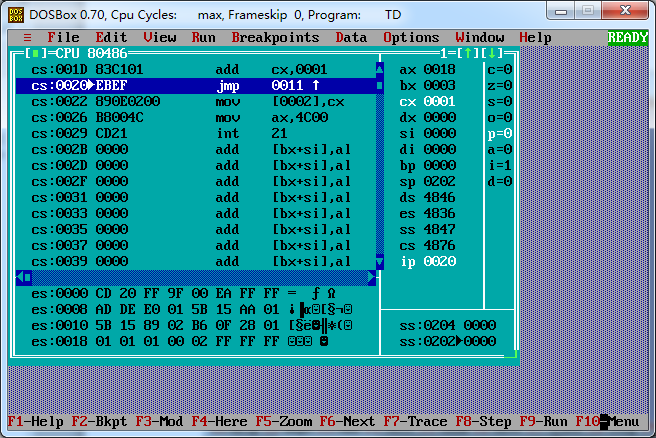 DOSBox 0.70, Cpu Cycles: max, Frameskip 0, Program: TD
≡ File Edit View Run Breakpoints Data Options Window Help READY
[■]=CPU 80486 1=[↑][↓]
cs:001D 83C101 add cx,0001
cs:0020▶EBEF jmp 0011 ↑
cs:0022 890E0200 mov [0002],cx
cs:0026 B8004C mov ax,4C00
cs:0029 CD21 int 21
cs:002B 0000 add [bx+si],al
cs:002D 0000 add [bx+si],al
cs:002F 0000 add [bx+si],al
cs:0031 0000 add [bx+si],al
cs:0033 0000 add [bx+si],al
cs:0035 0000 add [bx+si],al
cs:0037 0000 add [bx+si],al
cs:0039 0000 add [bx+si],al
ax 0018 c=0
bx 0003 z=0
cx 0001 s=0
dx 0000 o=0
si 0000 p=0
di 0000 a=0
bp 0000 i=1
sp 0202 d=0
ds 4846
es 4836
ss 4847
cs 4876
ip 0020
es:0000 CD 20 FF 9F 00 EA FF FF = ƒ Ω
es:0008 AD DE E0 01 5B 15 AA 01 ¡▐α☺[§¬☺
es:0010 5B 15 89 02 B6 0F 28 01 [§ë☻╢☼(☺
es:0018 01 01 01 00 02 FF FF FF ☺☺☺ ☻
ss:0204 0000
ss:0202▶0000
F1-Help F2-Bkpt F3-Mod F4-Here F5-Zoom F6-Next F7-Trace F8-Step F9-Run F10 Menu